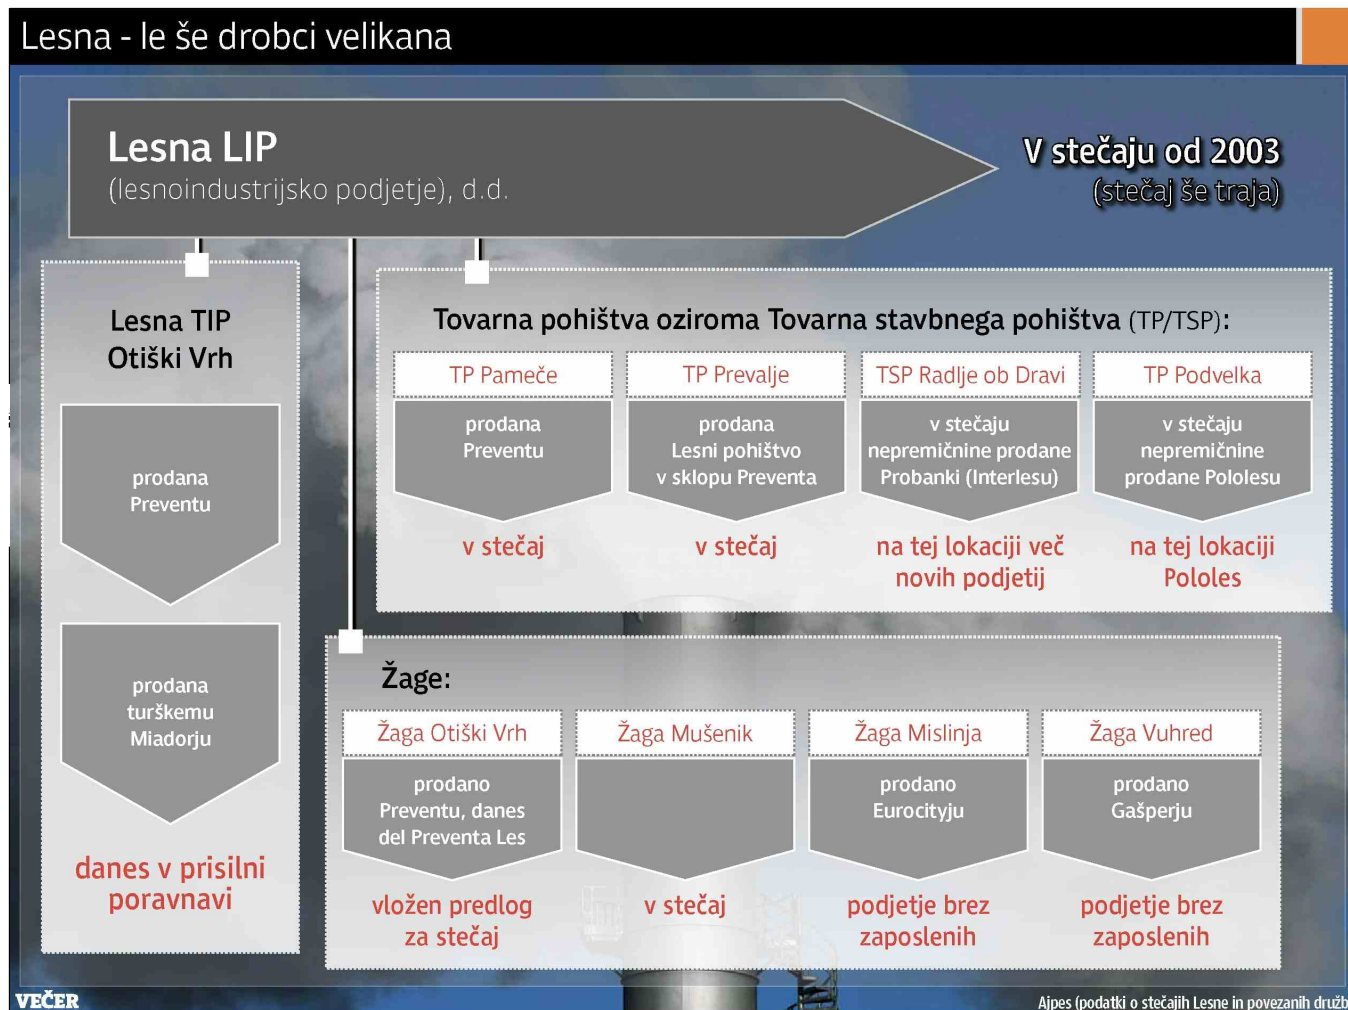 Lesna - le še drobci velikana
Lesna LIP
(lesnoindustrijsko podjetje), d.d.
V stečaju od 2003
(stečaj še traja)
Lesna TIP
Otiški Vrh
prodana
Preventu
prodana
turškemu
Miadorju
danes v prisilni
poravnavi
Tovarna pohištva oziroma Tovarna stavbnega pohištva (TP/TSP):
TP Pameče
prodana
Preventu
v stečaj
TP Prevalje
prodana
Lesni pohištvo
v sklopu Preventa
v stečaj
TSP Radlje ob Dravi
v stečaju
nepremičnine prodane
Probanki (Interlesu)
na tej lokaciji več
novih podjetij
TP Podvelka
v stečaju
nepremičnine
prodane Pololesu
na tej lokaciji
Pololes
Žage:
Žaga Otiški Vrh
prodano
Preventu, danes
del Preventa Les
vložen predlog
za stečaj
Žaga Mušenik
v stečaj
Žaga Mislinja
prodano
Eurocityju
podjetje brez
zaposlenih
Žaga Vuhred
prodano
Gašperju
podjetje brez
zaposlenih
VEČER
Ajpes (podatki o stečajih Lesne in povezanih družb